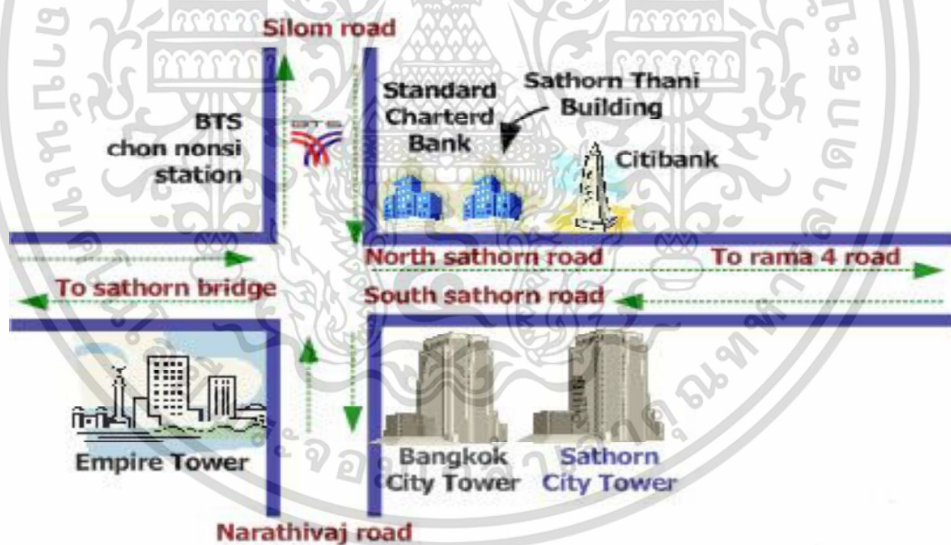 Silom road
BTS
chon nonsi
station
BTS
Standard
Charterd
Bank
Sathorn Thani
Building
Citibank
North sathorn road
To rama 4 road
To sathorn bridge
South sathorn road
Empire Tower
Bangkok
City Tower
Sathorn
City Tower
Narathivaj road